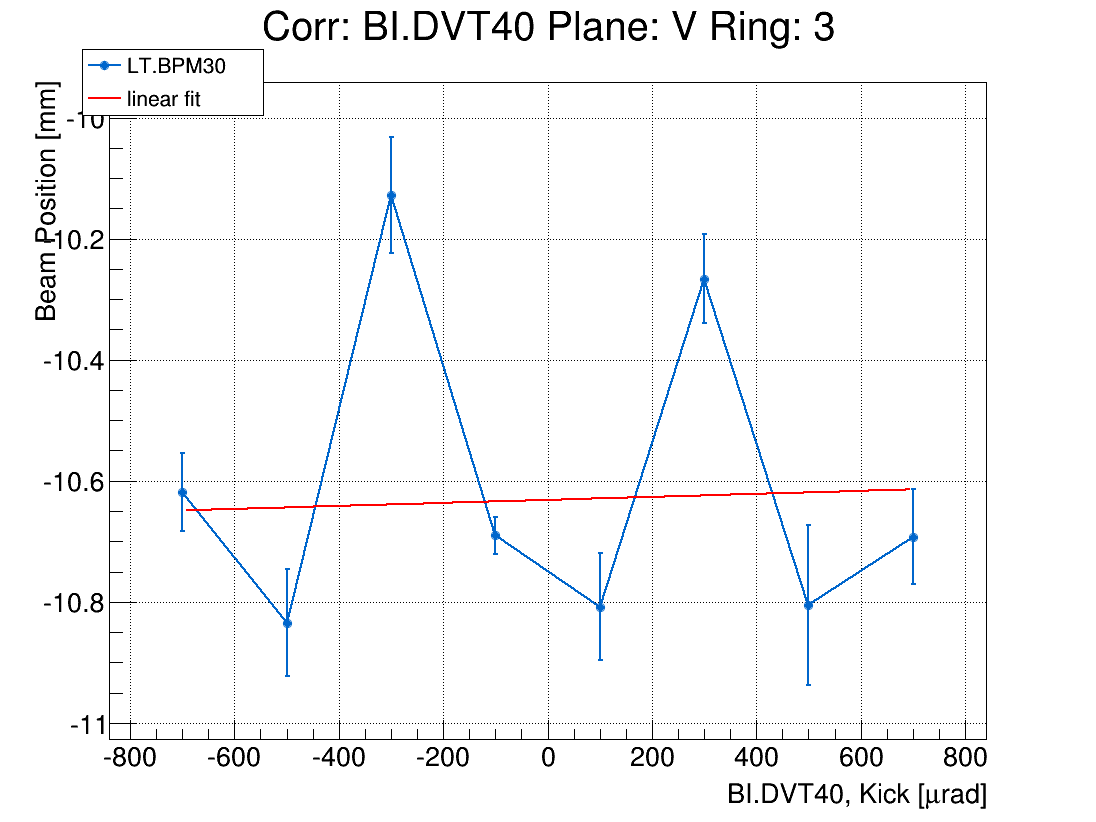 Corr: BI.DVT40 Plane: V Ring: 3
LT.BPM30
linear fit
Beam Position [mm]
-10
-10.2
-10.4
-10.6
-10.8
-11
-800 -600 -400 -200 0 200 400 600 800
BI.DVT40, Kick [μrad]